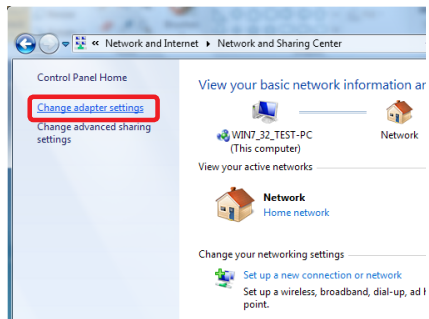 « Network and Internet ▸ Network and Sharing Center
Control Panel Home
Change adapter settings
Change advanced sharing
settings
View your basic network information ar
WIN7_32_TEST-PC
(This computer)
Network
View your active networks
Network
Home network
Change your networking settings
Set up a new connection or network
Set up a wireless, broadband, dial-up, ad h
point.